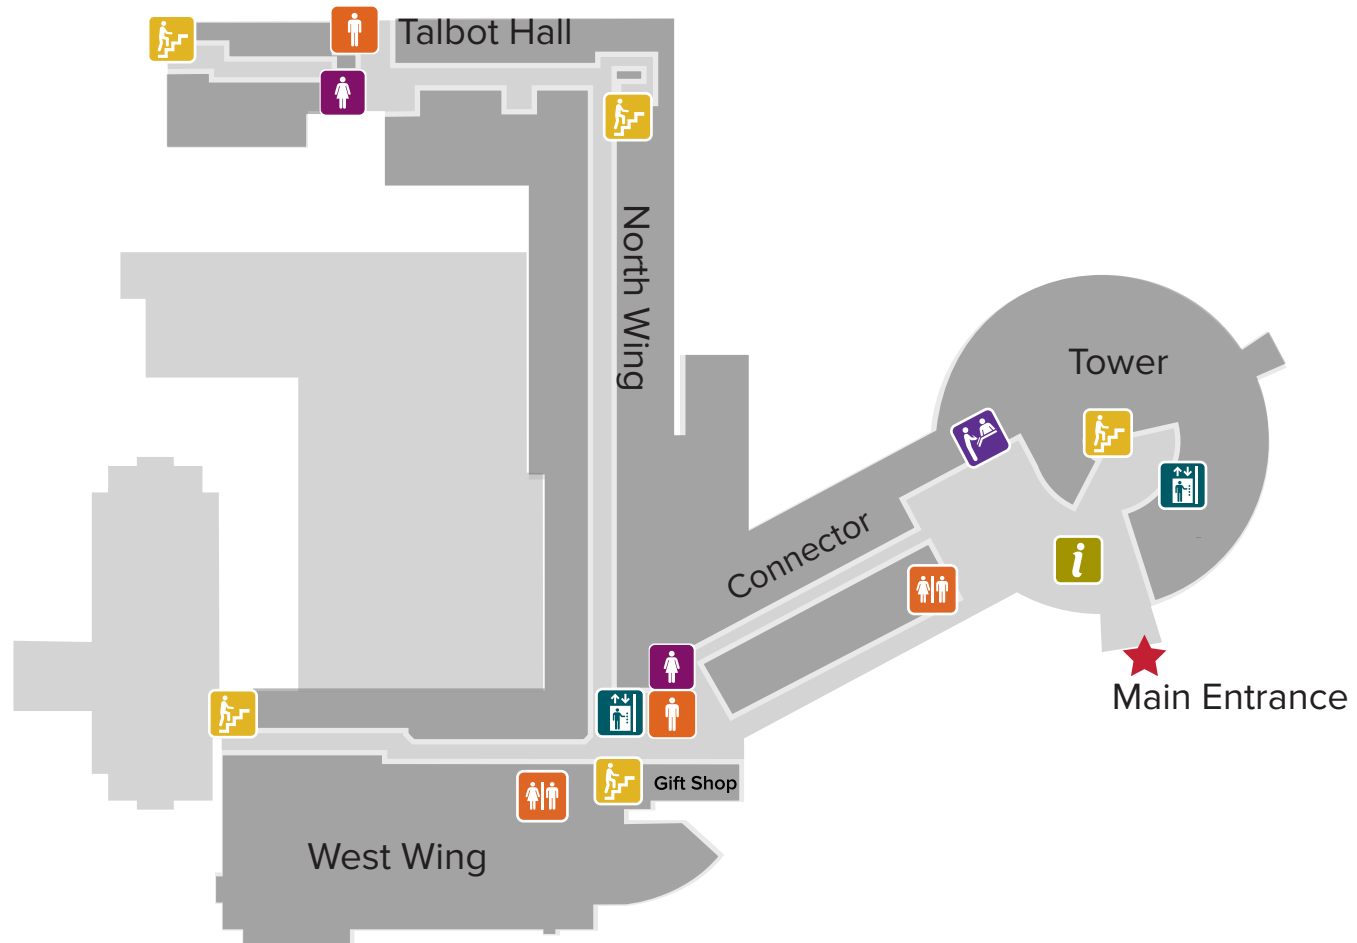 Talbot Hall
North Wing
Tower
Connector
i
Main Entrance
Gift Shop
West Wing